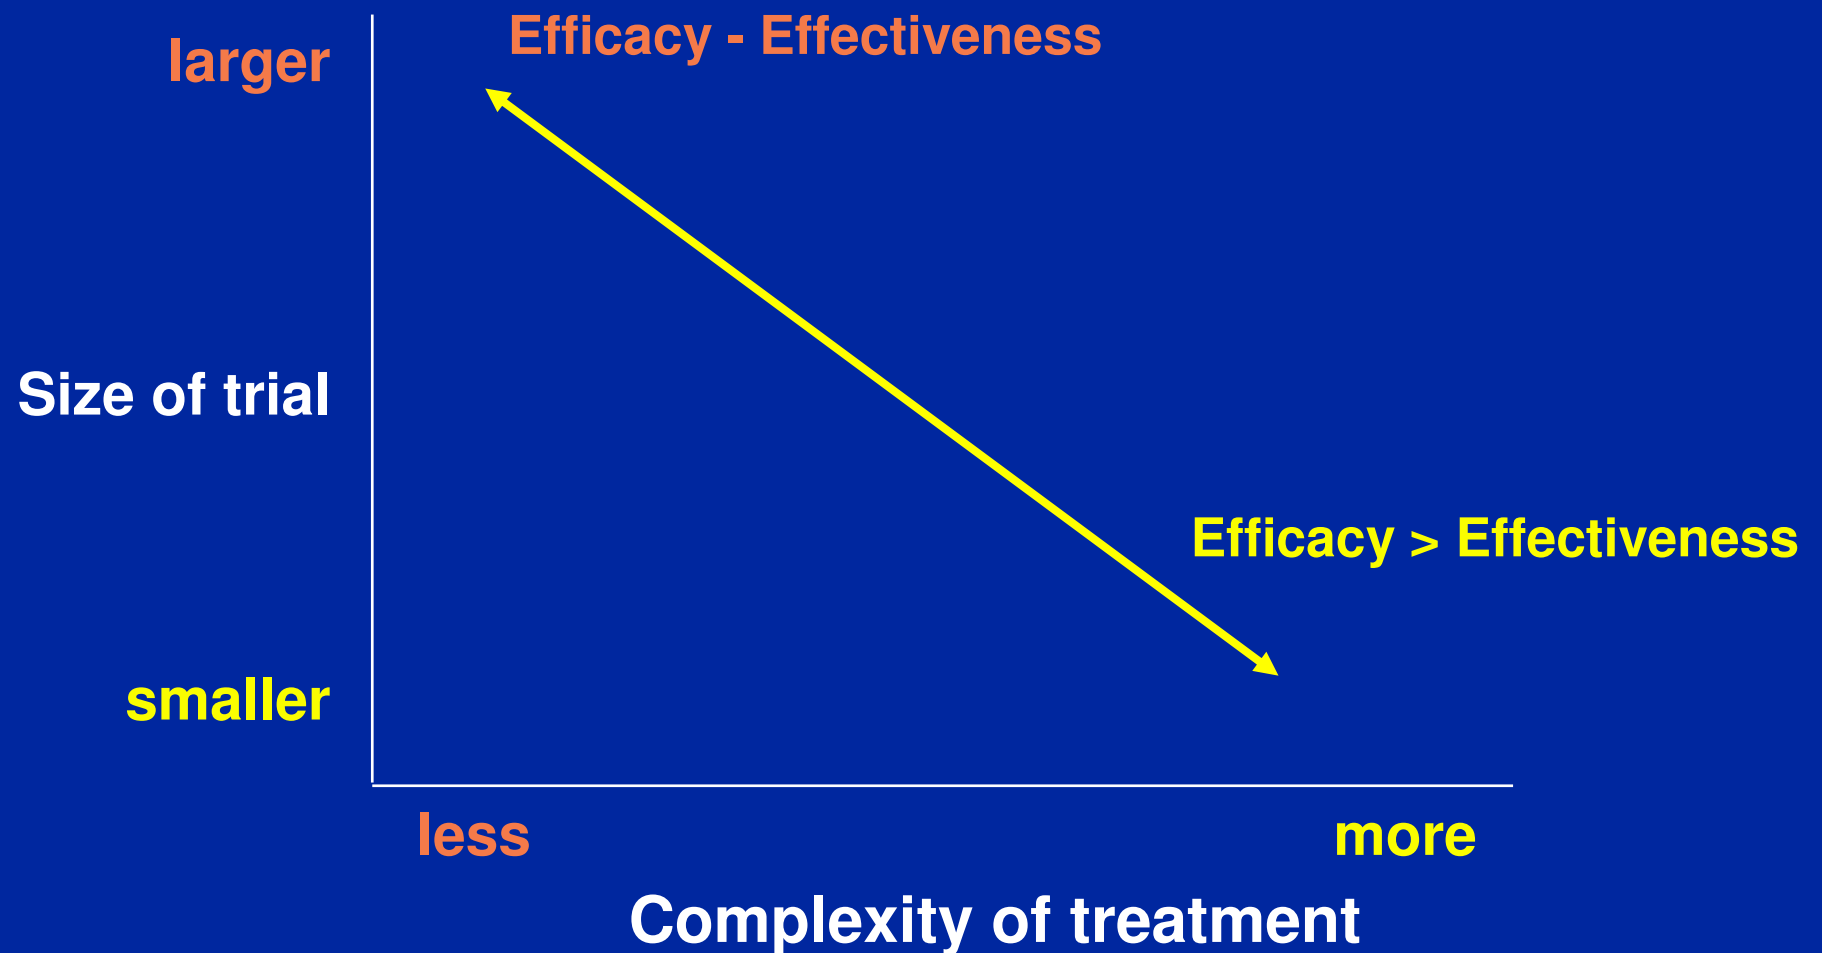 Efficacy - Effectiveness
larger
Size of trial
Efficacy > Effectiveness
smaller
less
more
Complexity of treatment